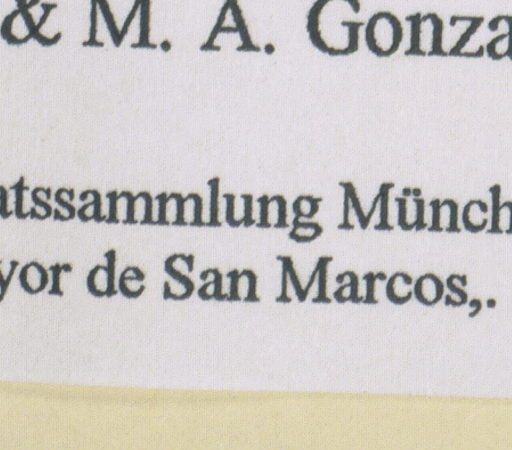 & M. A. Gonza
atssammlung Münch
yor de San Marcos,.